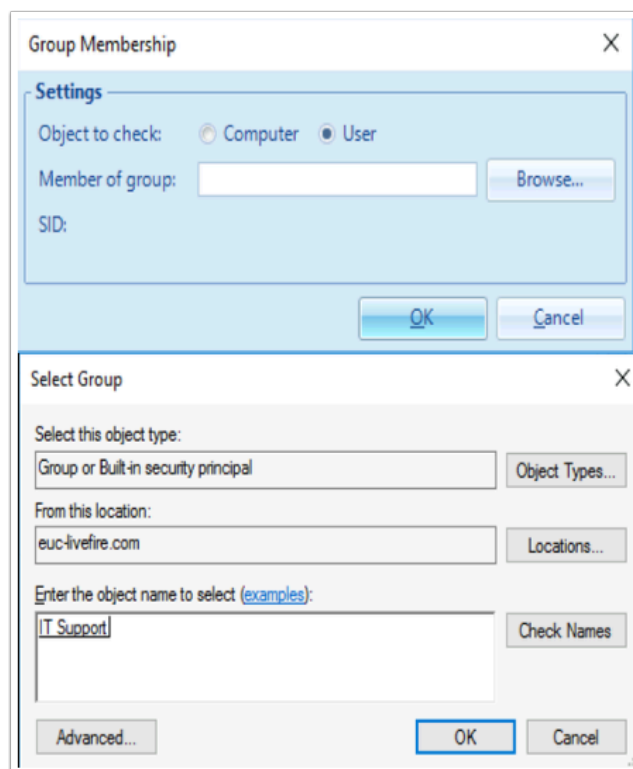 Group Membership
Settings
Object to check: Computer User
Member of group: Browse...
SID:
OK Cancel
Select Group
Select this object type:
Group or Built-in security principal Object Types...
From this location:
euc-livefire.com Locations...
Enter the object name to select (examples):
IT Support Check Names
Advanced... OK Cancel